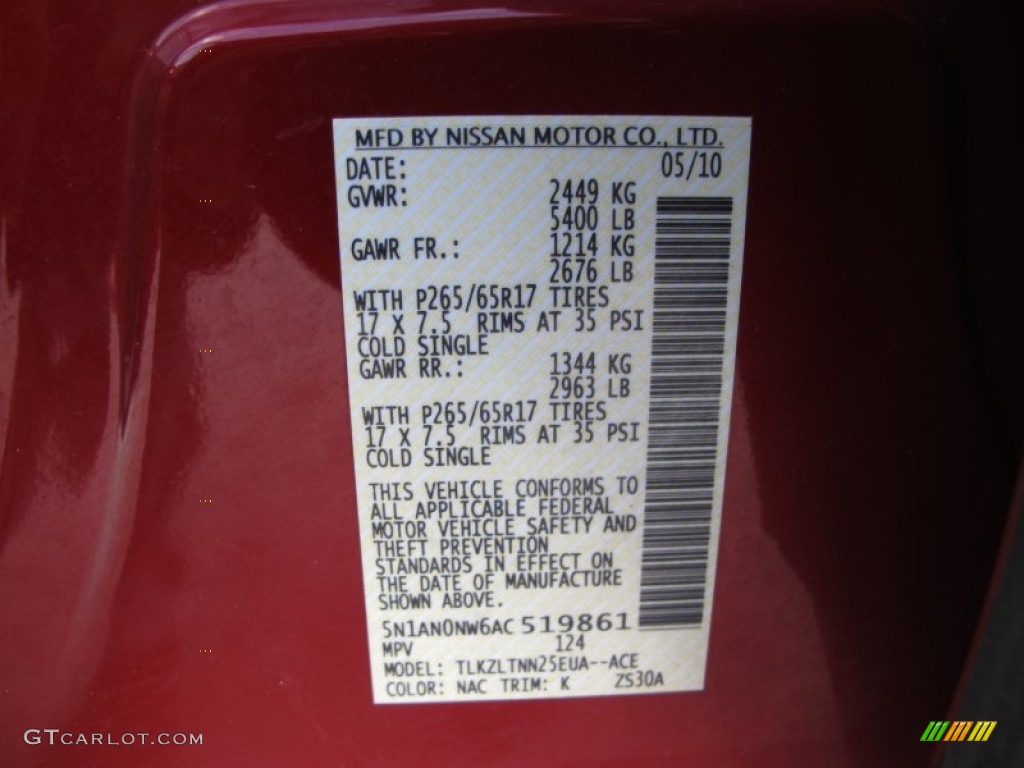 MFD BY NISSAN MOTOR CO., LTD.
DATE: 05/10
GVWR: 2449 KG
5400 LB
GAWR FR.: 1214 KG
2676 LB
WITH P265/65R17 TIRES
17 X 7.5 RIMS AT 35 PSI
COLD SINGLE
GAWR RR.: 1344 KG
2963 LB
WITH P265/65R17 TIRES
17 X 7.5 RIMS AT 35 PSI
COLD SINGLE
THIS VEHICLE CONFORMS TO
ALL APPLICABLE FEDERAL
MOTOR VEHICLE SAFETY AND
THEFT PREVENTION
STANDARDS IN EFFECT ON
THE DATE OF MANUFACTURE
SHOWN ABOVE.
5N1AN0NW6AC 519861
MPV 124
MODEL: TLKZLTNN25EUA--ACE
COLOR: NAC TRIM: K ZS30A
GTCARLOT.COM